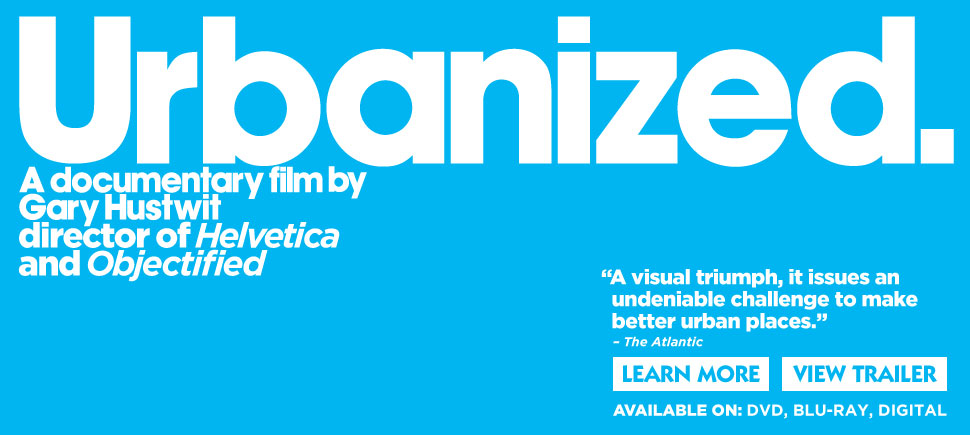 Urbanized.
A documentary film by
Gary Hustwit
director of Helvetica
and Objectified
“A visual triumph, it issues an
undeniable challenge to make
better urban places.”
– The Atlantic
LEARN MORE VIEW TRAILER
AVAILABLE ON: DVD, BLU-RAY, DIGITAL